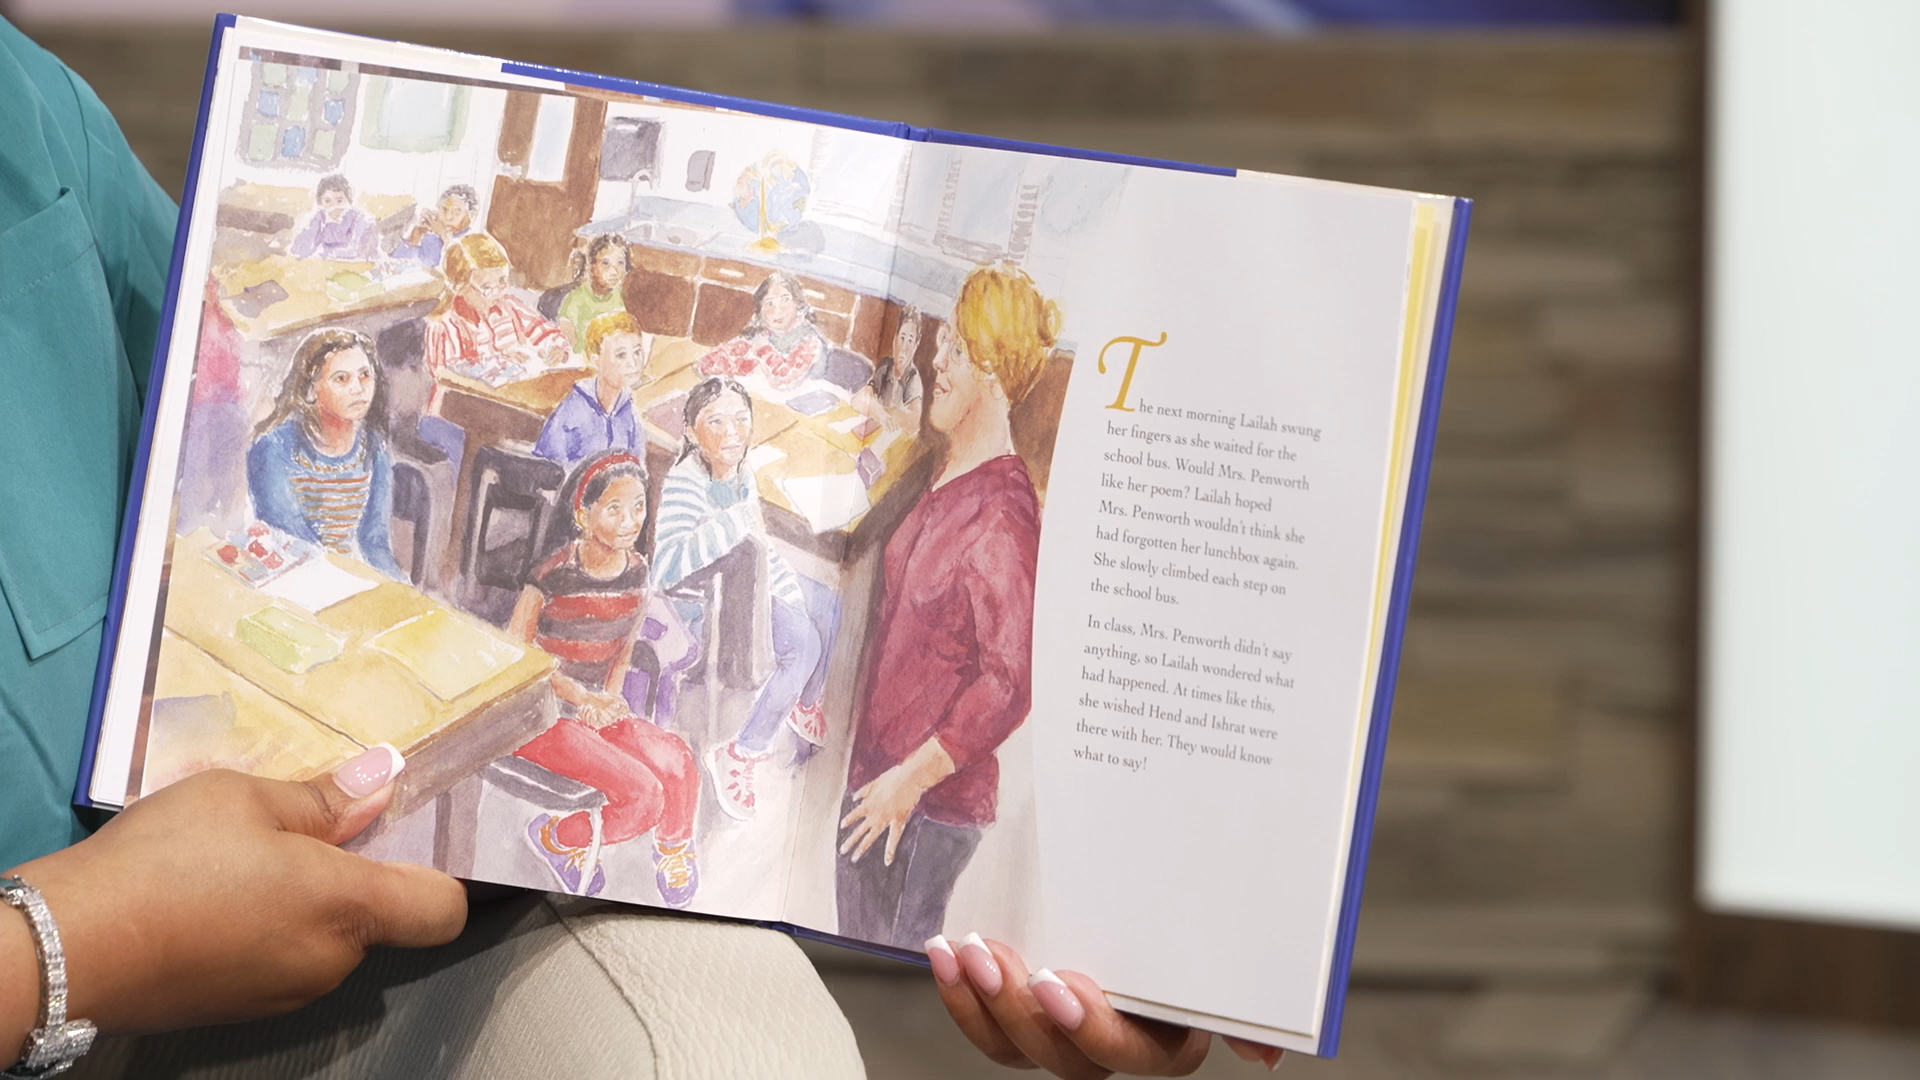 The next morning Lailah swung
her fingers as she waited for the
school bus. Would Mrs. Penworth
like her poem? Lailah hoped
Mrs. Penworth wouldn't think she
had forgotten her lunchbox again.
She slowly climbed each step on
the school bus.
In class, Mrs. Penworth didn't say
anything, so Lailah wondered what
had happened. At times like this,
she wished Hend and Ishrat were
there with her. They would know
what to say!